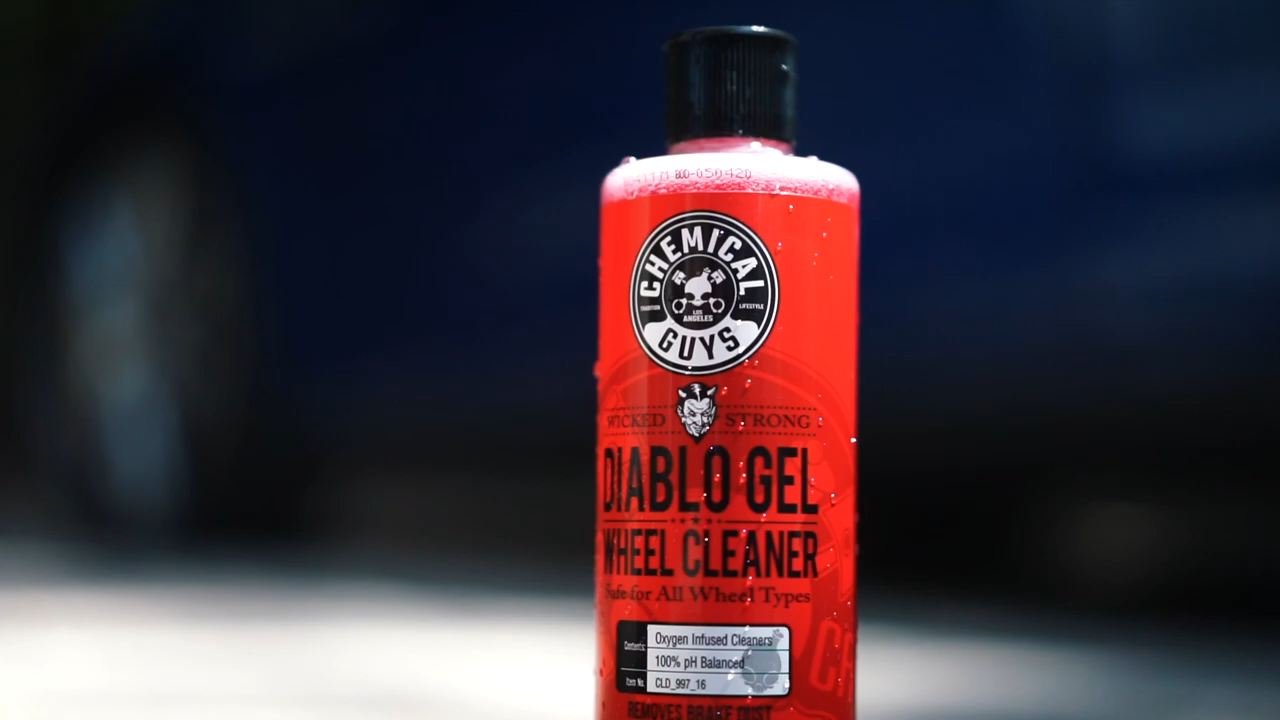 800-050420
CHEMICAL
TRADITION
LIFESTYLE
LOS
ANGELES
GUYS
WICKED STRONG
DIABLO GEL
WHEEL CLEANER
Safe for All Wheel Types
Contents: Oxygen Infused Cleaners
100% pH Balanced
Item No. CLD_997_16
REMOVES BRAKE DUST